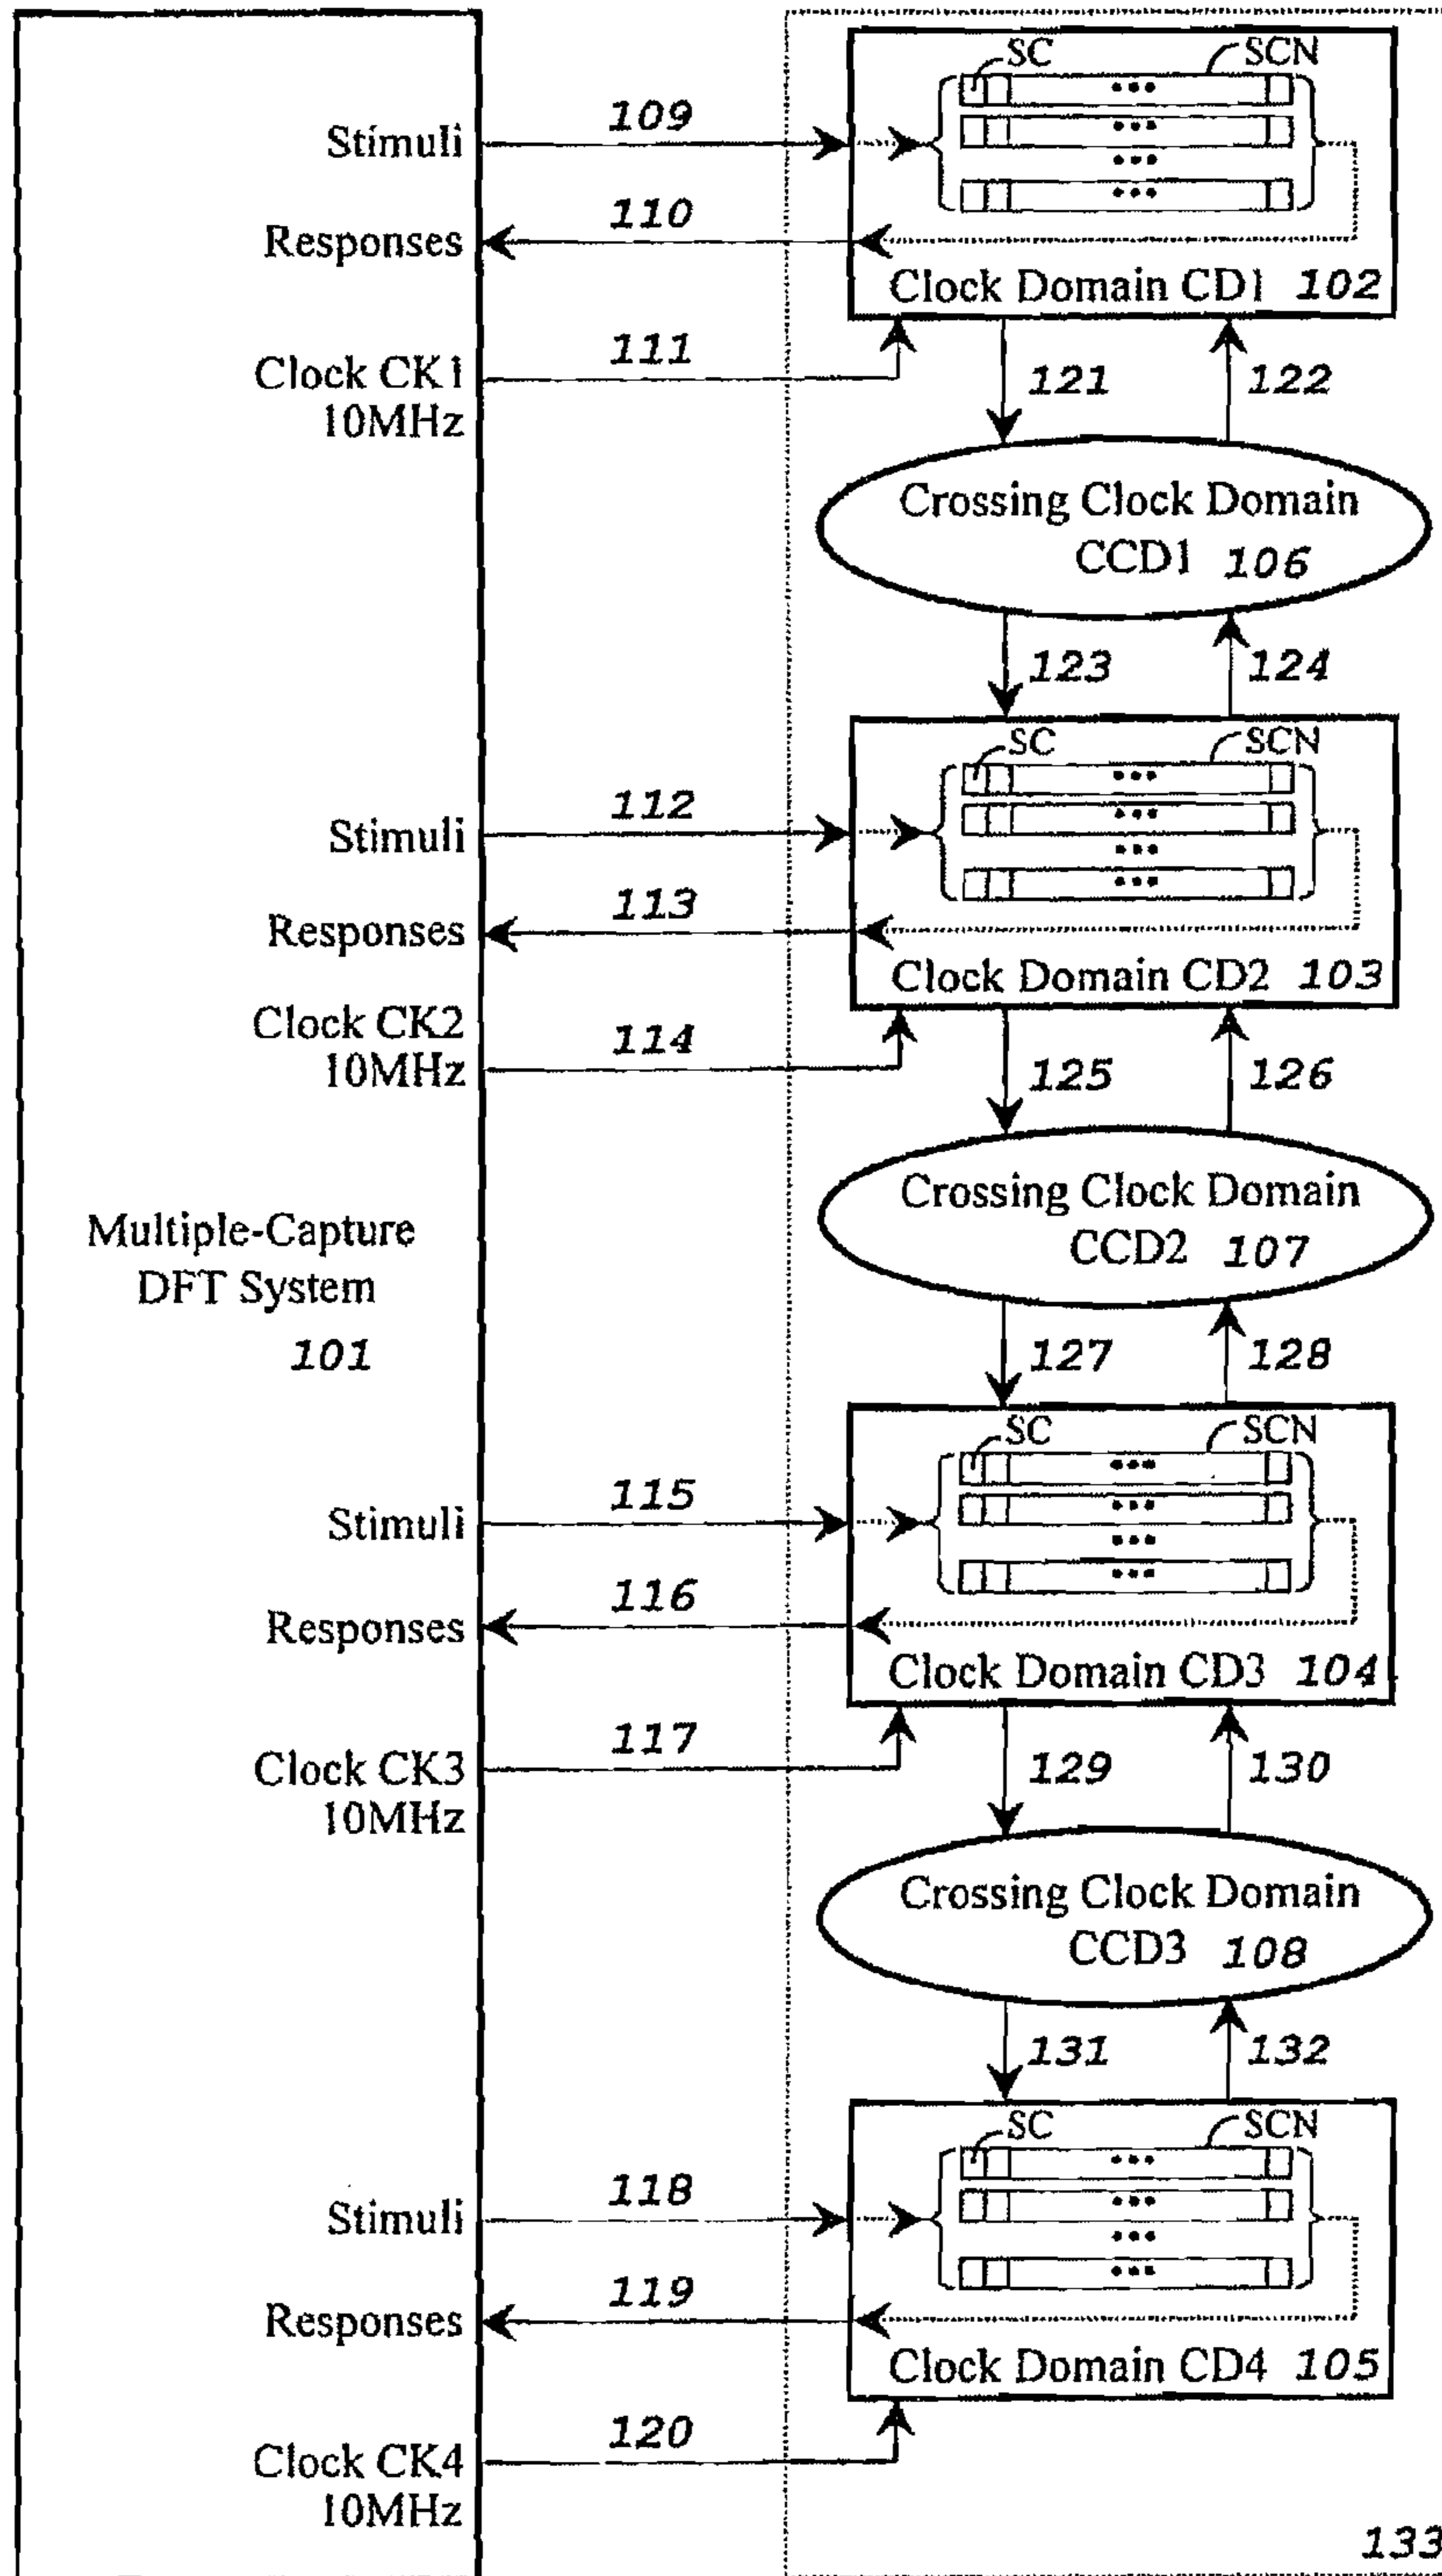 SC SCN
109
Stimuli
110
Responses
Clock Domain CD1 102
111
Clock CK1
10MHz
121 122
Crossing Clock Domain
CCD1 106
123 124
SC SCN
112
Stimuli
113
Responses
Clock Domain CD2 103
Clock CK2
10MHz
114
125 126
Crossing Clock Domain
CCD2 107
Multiple-Capture
DFT System
101
127 128
SC SCN
115
Stimuli
116
Responses
Clock Domain CD3 104
117
Clock CK3
10MHz
129 130
Crossing Clock Domain
CCD3 108
131 132
SC SCN
118
Stimuli
119
Responses
Clock Domain CD4 105
120
Clock CK4
10MHz
133